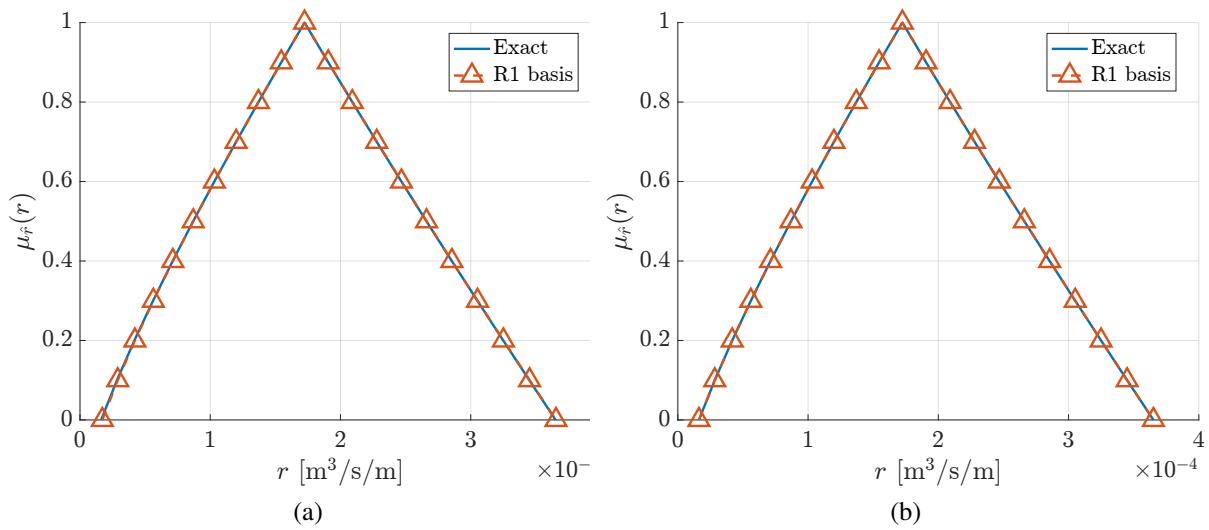 1
0.8
0.6
0.4
0.2
0
μr̂(r)
Exact
R1 basis
0 1 2 3
r [m³/s/m] ×10⁻
(a)
1
0.8
0.6
0.4
0.2
0
μr̂(r)
Exact
R1 basis
0 1 2 3 4
r [m³/s/m] ×10⁻⁴
(b)